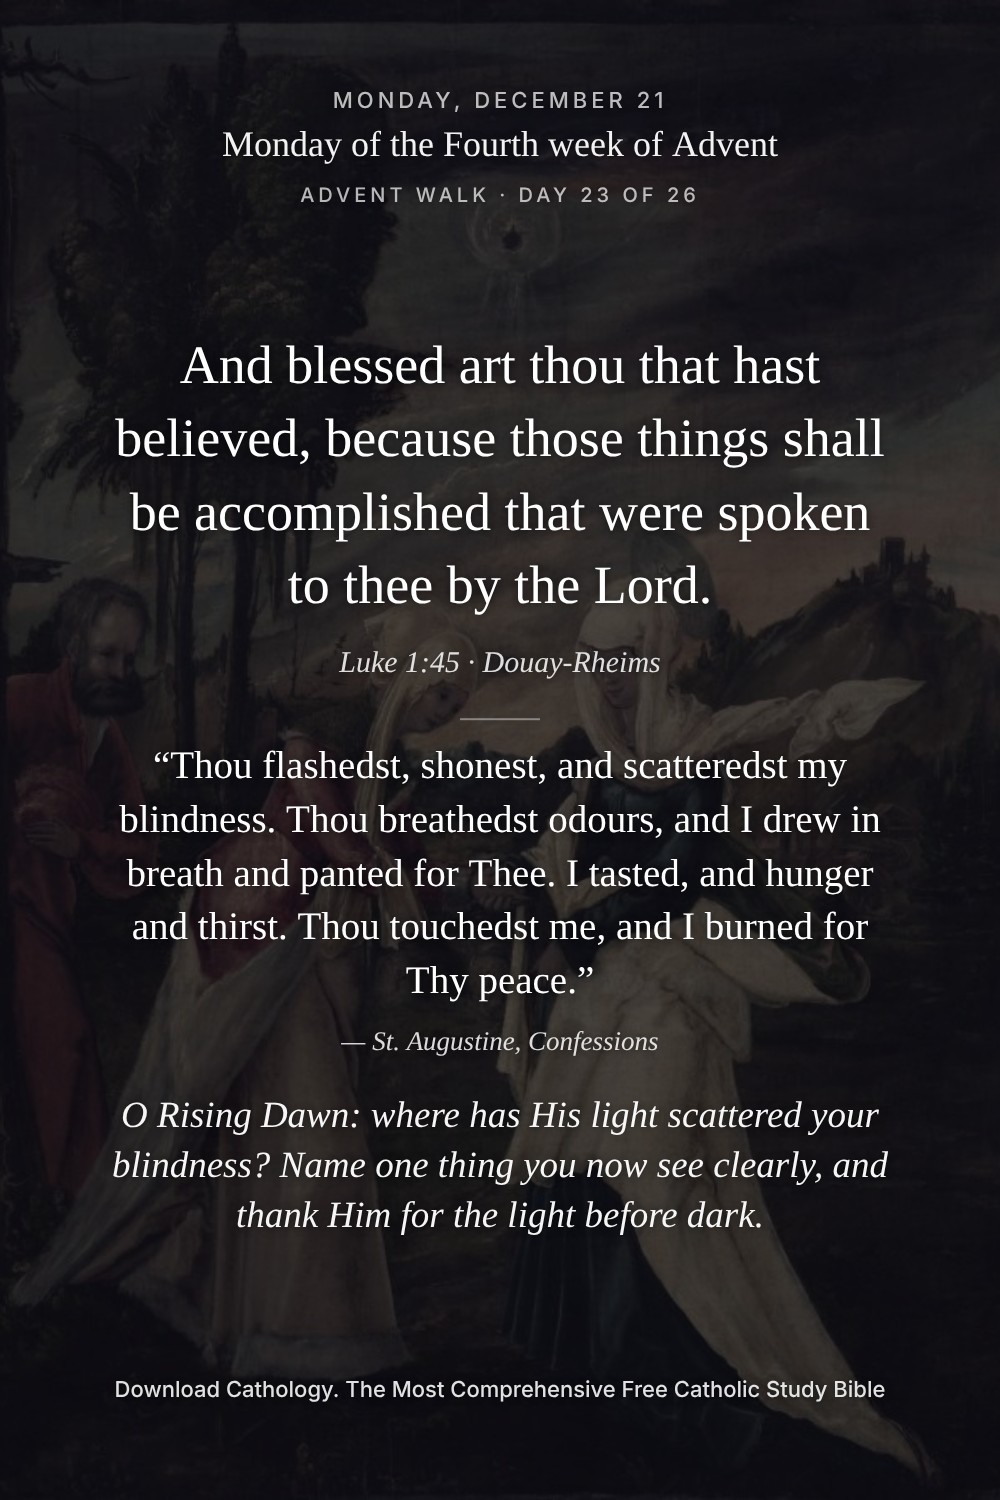 MONDAY, DECEMBER 21
Monday of the Fourth week of Advent
ADVENT WALK · DAY 23 OF 26
And blessed art thou that hast
believed, because those things shall
be accomplished that were spoken
to thee by the Lord.
Luke 1:45 · Douay-Rheims
“Thou flashedst, shonest, and scatteredst my
blindness. Thou breathedst odours, and I drew in
breath and panted for Thee. I tasted, and hunger
and thirst. Thou touchedst me, and I burned for
Thy peace.”
— St. Augustine, Confessions
O Rising Dawn: where has His light scattered your
blindness? Name one thing you now see clearly, and
thank Him for the light before dark.
Download Cathology. The Most Comprehensive Free Catholic Study Bible